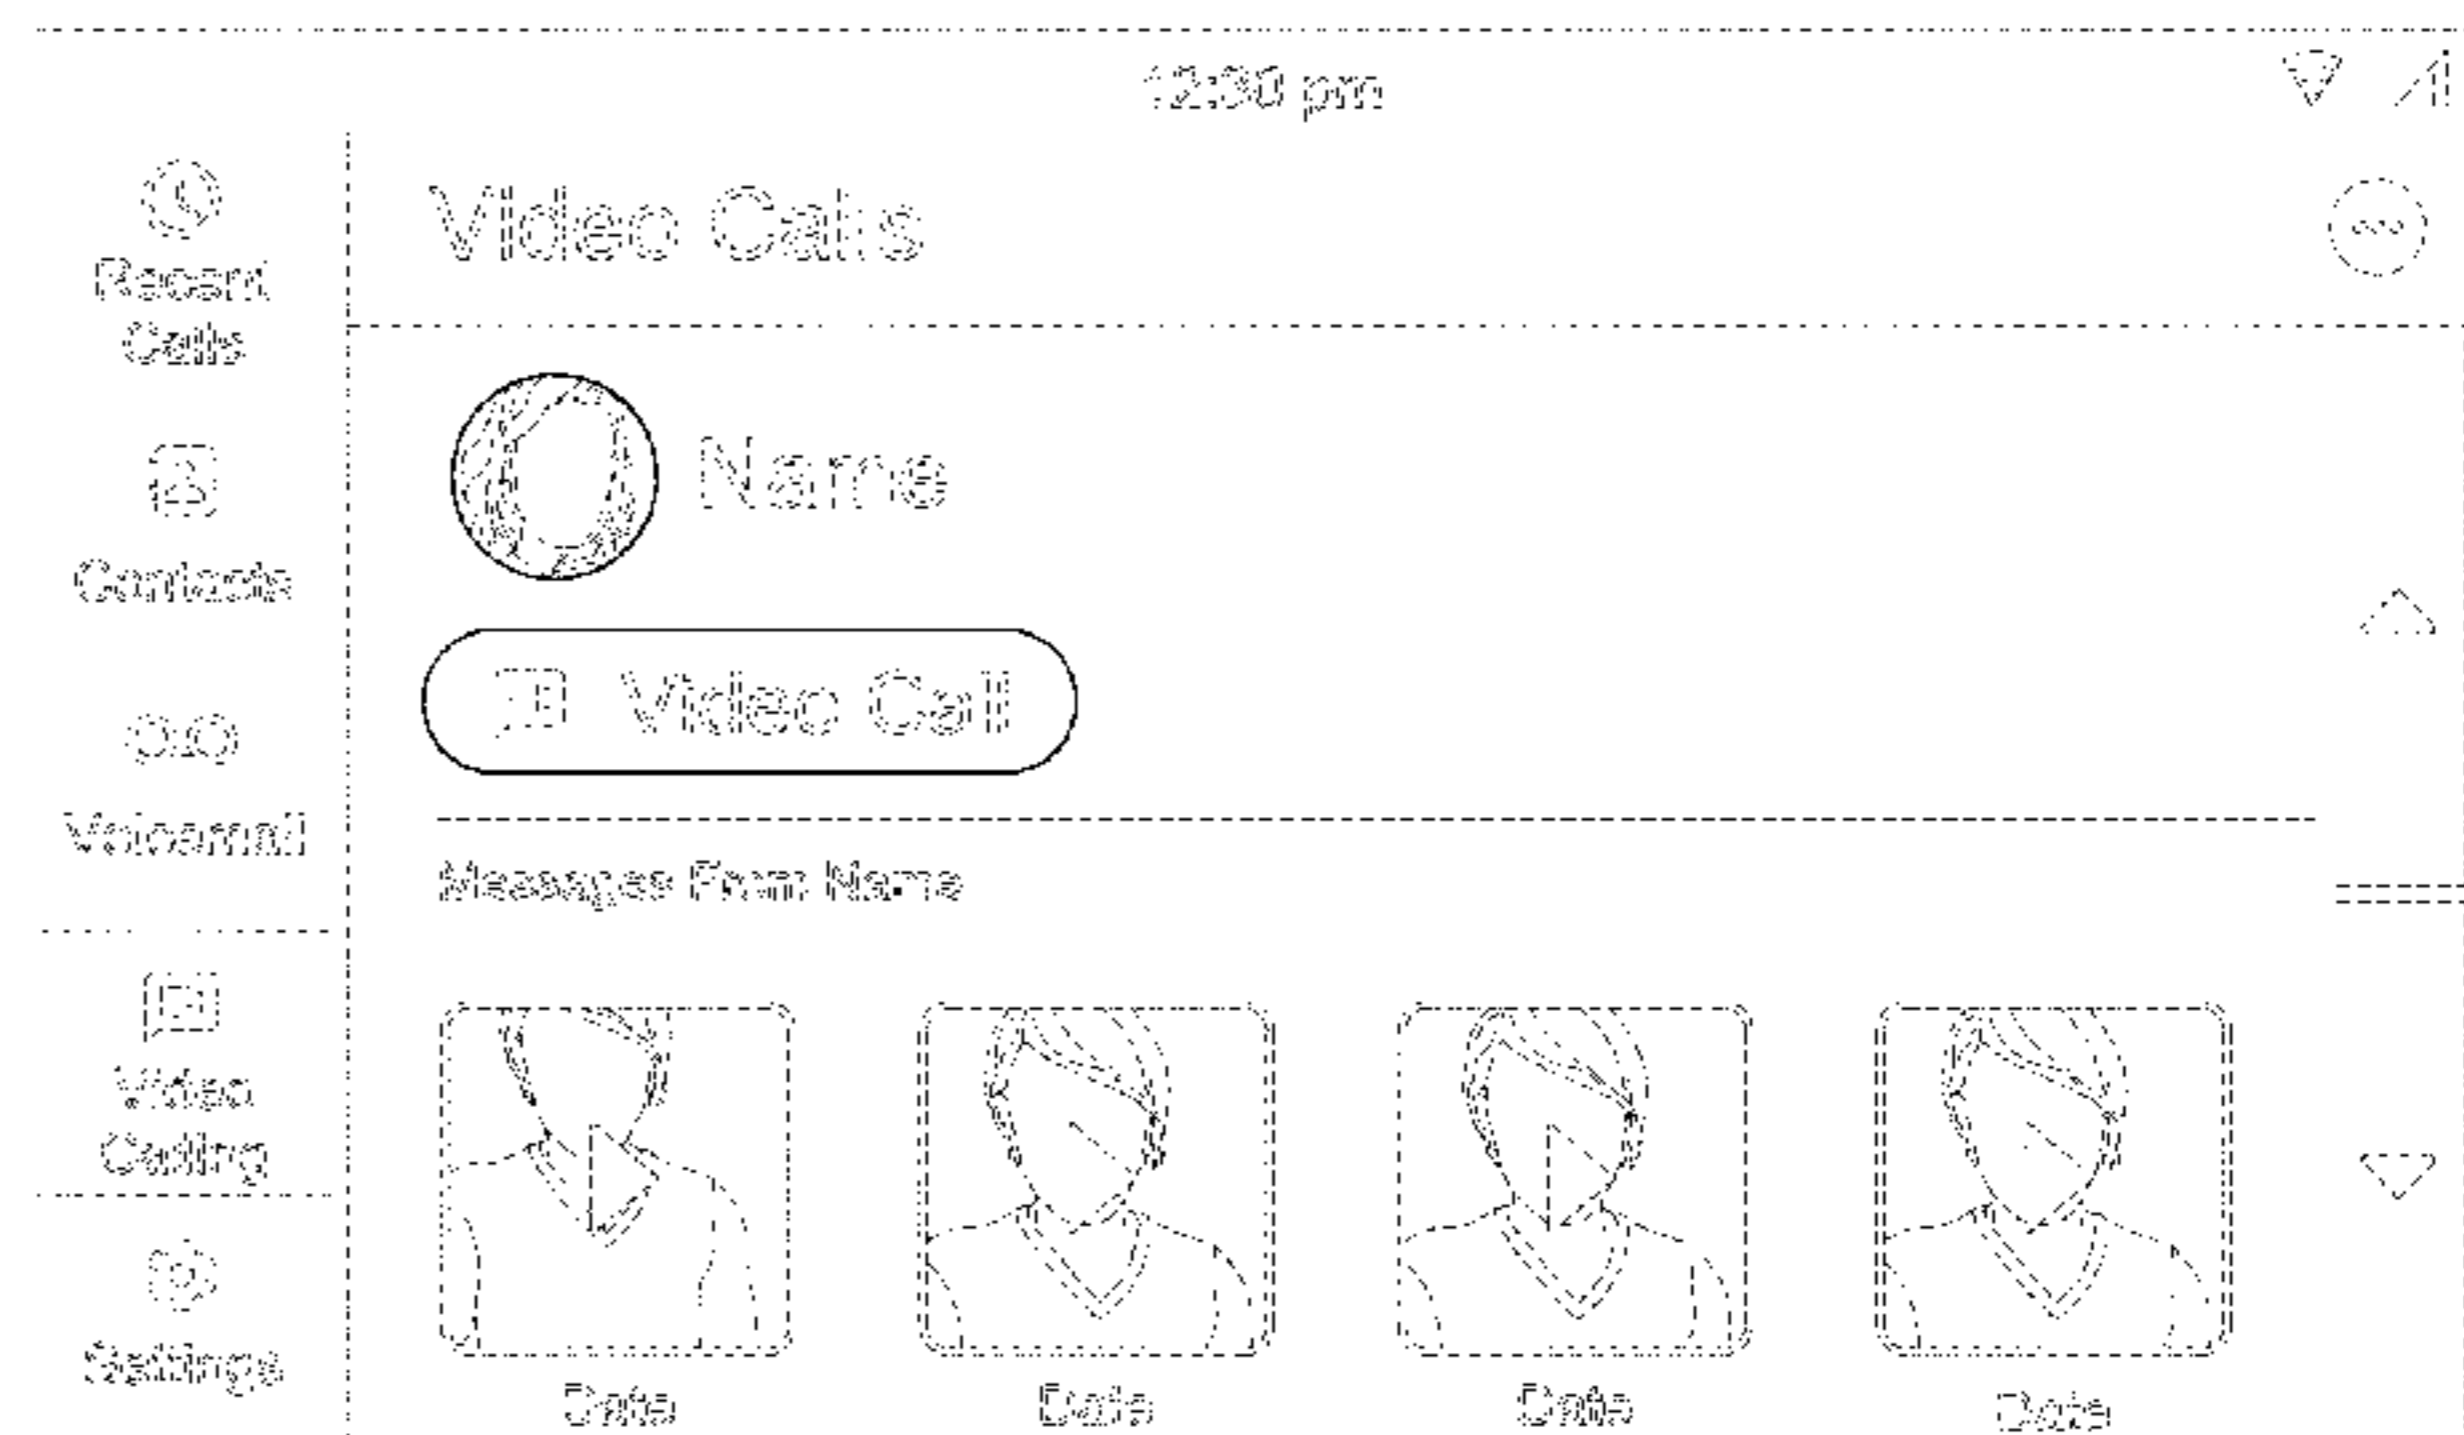 12:30 pm
Video Calls
Recent
Calls
Contacts
Voicemail
Video
Calling
Settings
Name
Video Call
Messages From Name
Date
Date
Date
Date